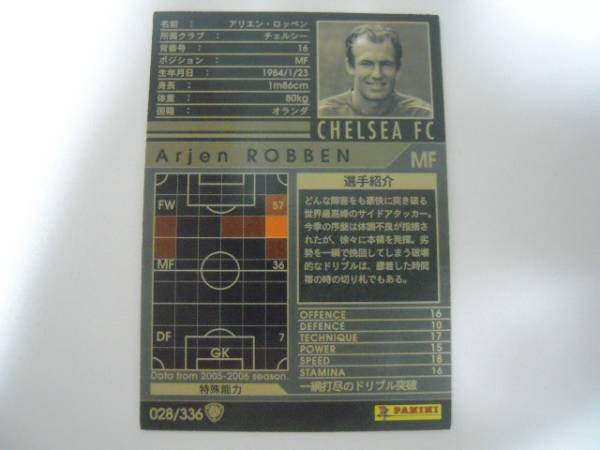 名前 : アリエン・ロッベン
所属クラブ : チェルシー
背番号 : 16
ポジション : MF
生年月日 : 1984/1/23
身長 : 1m86cm
体重 : 80kg
国籍 : オランダ
CHELSEA FC
Arjen ROBBEN
MF
FW 57
MF 36
DF 7
GK
Data from 2005-2006 season.
特殊能力
選手紹介
どんな障害をも豪快に突き破る
世界最高峰のサイドアタッカー。
今季の序盤は体調不良が指摘さ
されたが、徐々に本領を発揮。劣
勢を一瞬で挽回してしまう破壊
的なドリブルは、膠着した時間
帯の時の切り札でもある。
OFFENCE 16
DEFENCE 10
TECHNIQUE 17
POWER 15
SPEED 18
STAMINA 16
一網打尽のドリブル突破
028/336
PANINI